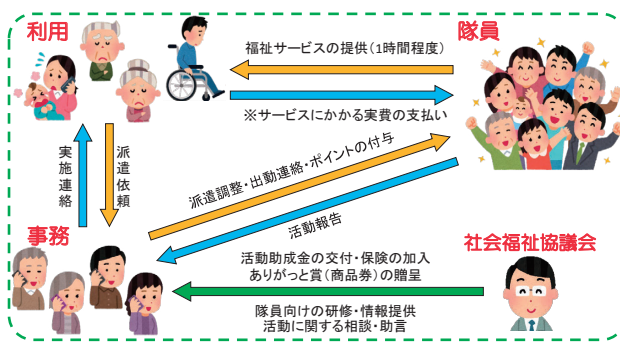 利用
隊員
福祉サービスの提供（1時間程度）
※サービスにかかる実費の支払い
実施連絡
派遣依頼
派遣調整・出動連絡・ポイントの付与
活動報告
事務
社会福祉協議会
活動助成金の交付・保険の加入
ありがっと賞（商品券）の贈呈
隊員向けの研修・情報提供
活動に関する相談・助言